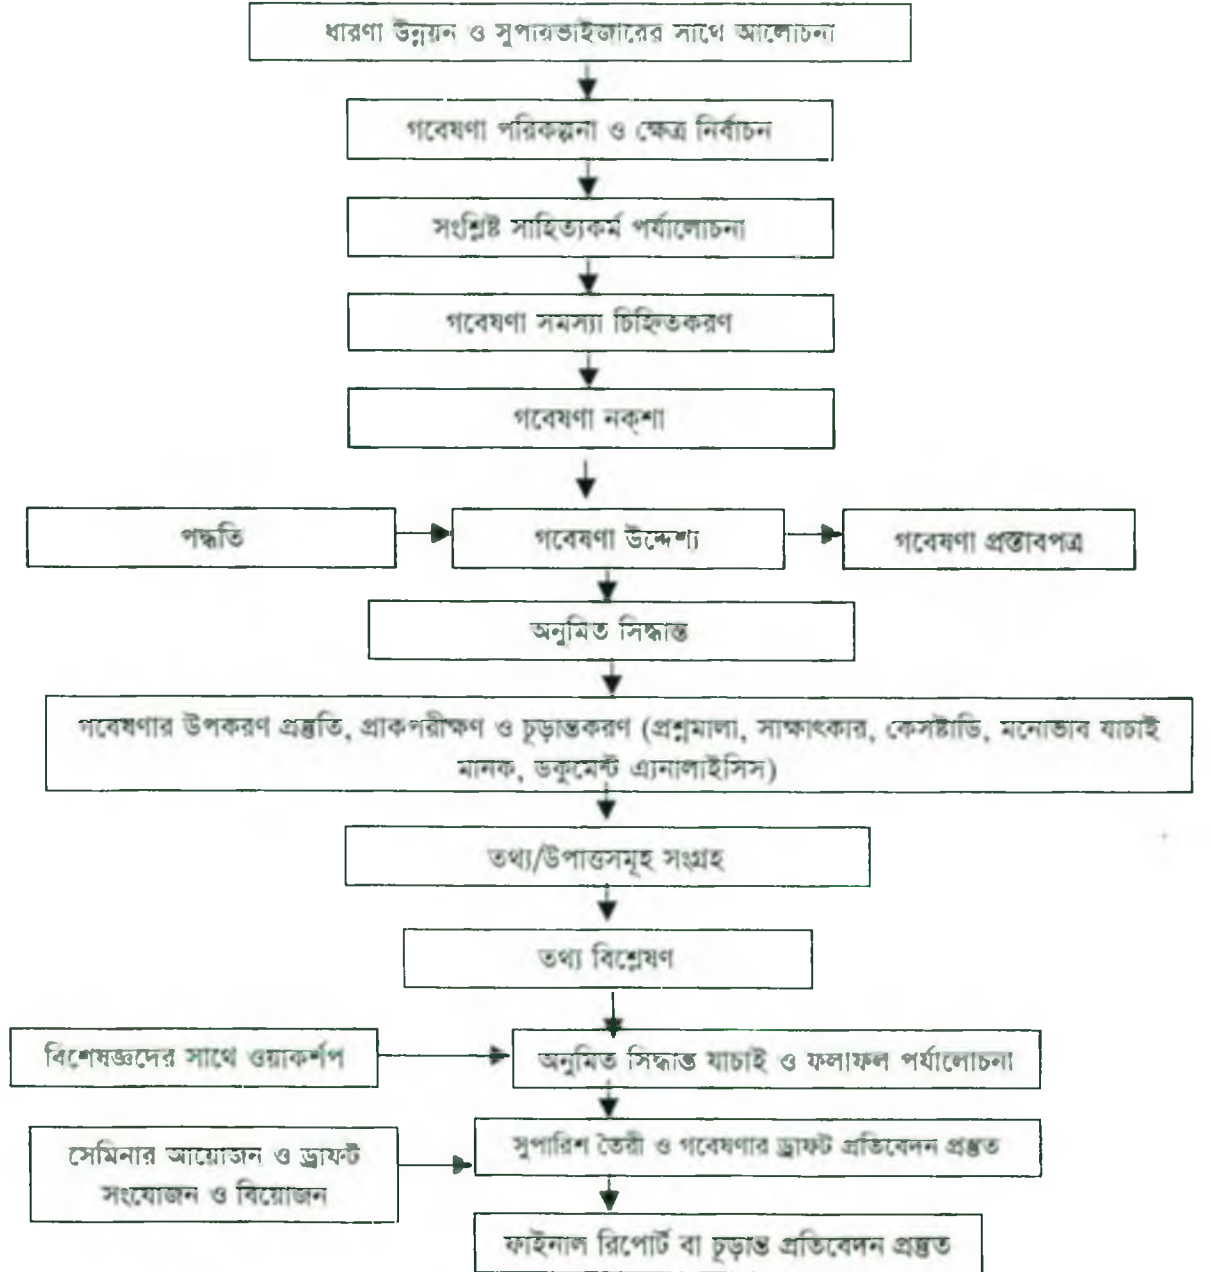 ধারণা উন্নয়ন ও সুপারভাইজারের সাথে আলোচনা
গবেষণা পরিকল্পনা ও ক্ষেত্র নির্বাচন
সংশ্লিষ্ট সাহিত্যকর্ম পর্যালোচনা
গবেষণা সমস্যা চিহ্নিতকরণ
গবেষণা নক্শা
পদ্ধতি
গবেষণা উদ্দেশ্য
গবেষণা প্রস্তাবপত্র
অনুমিত সিদ্ধান্ত
গবেষণার উপকরণ প্রস্তুতি, প্রাকপরীক্ষণ ও চূড়ান্তকরণ (প্রশ্নমালা, সাক্ষাৎকার, কেসষ্টাডি, মনোভাব যাচাই
মানক, ডকুমেন্ট এ্যনালাইসিস)
তথ্য/উপাত্তসমূহ সংগ্রহ
তথ্য বিশ্লেষণ
বিশেষজ্ঞদের সাথে ওয়াকর্শপ
অনুমিত সিদ্ধান্ত যাচাই ও ফলাফল পর্যালোচনা
সুপারিশ তৈরী ও গবেষণার ড্রাফট প্রতিবেদন প্রস্তুত
সেমিনার আয়োজন ও ড্রাফট
সংযোজন ও বিয়োজন
ফাইনাল রিপোর্ট বা চূড়ান্ত প্রতিবেদন প্রস্তুত